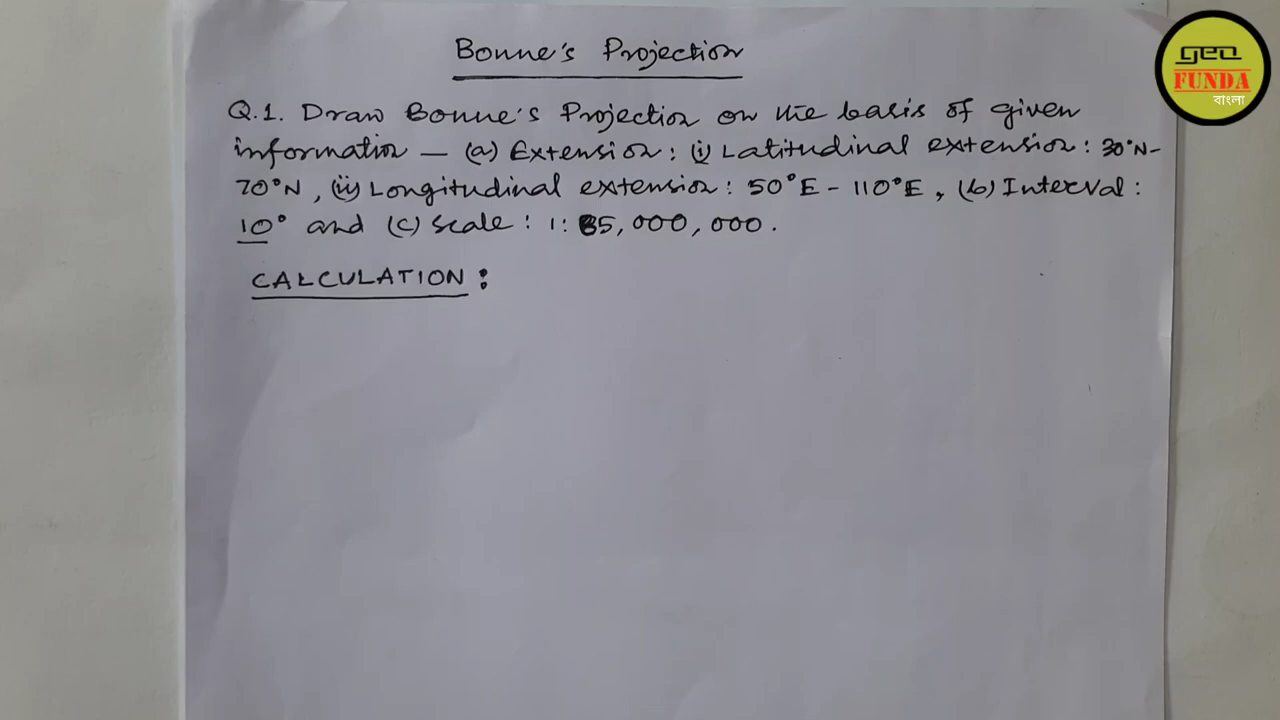 Bonne's Projection
geo
FUNDA
বাংলা
Q.1. Draw Bonne's Projection on the basis of given
information — (a) Extension: (i) Latitudinal extension: 30°N-
70°N, (ii) Longitudinal extension: 50°E - 110°E, (b) Interval:
10° and (c) Scale: 1: 5,000,000.
CALCULATION: